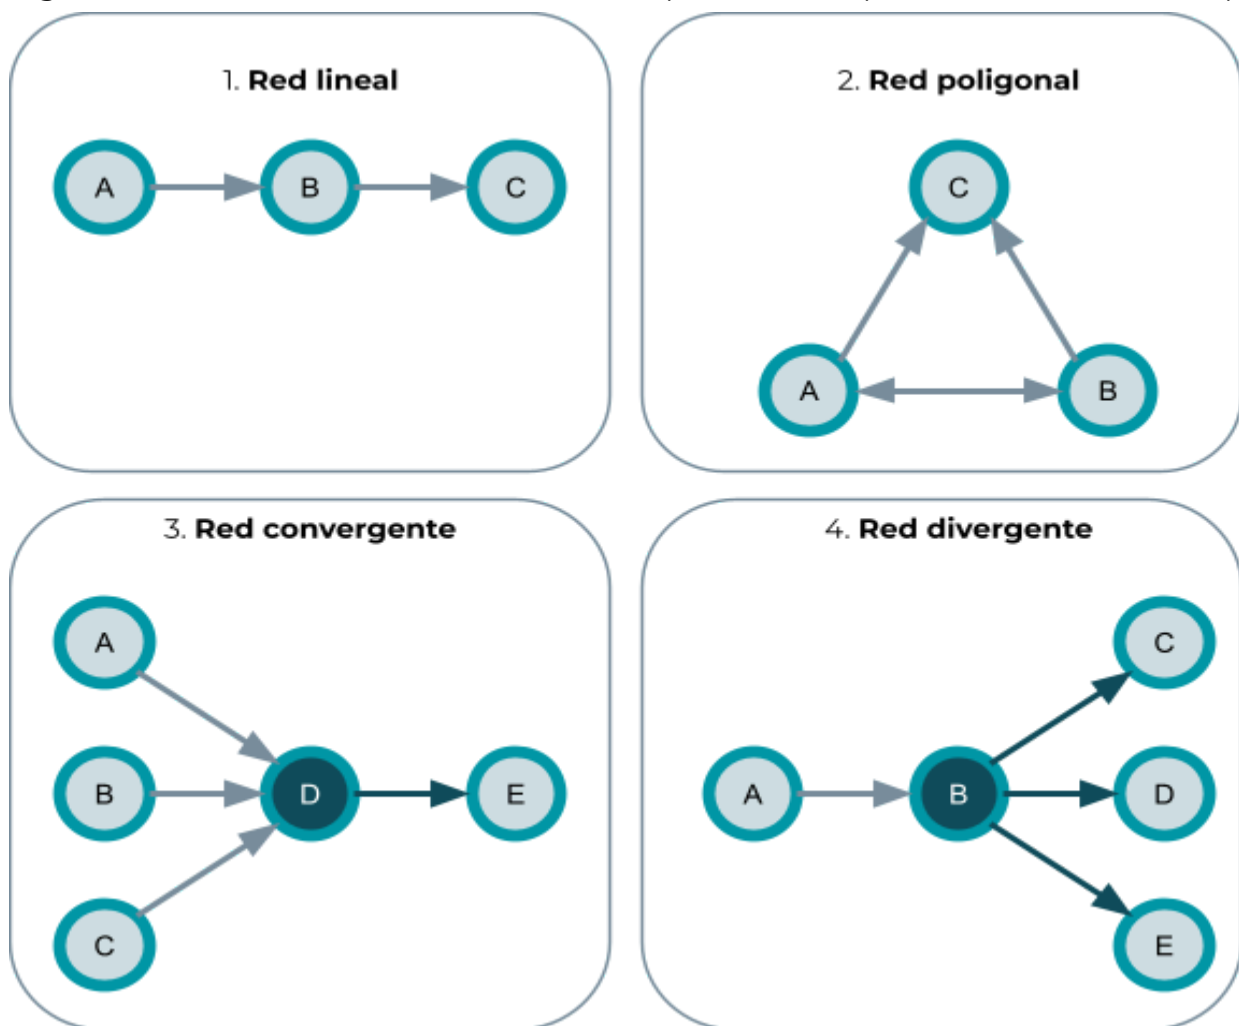 1. Red lineal
A
B
C
2. Red poligonal
C
A
B
3. Red convergente
A
B
D
E
C
4. Red divergente
C
A
B
D
E